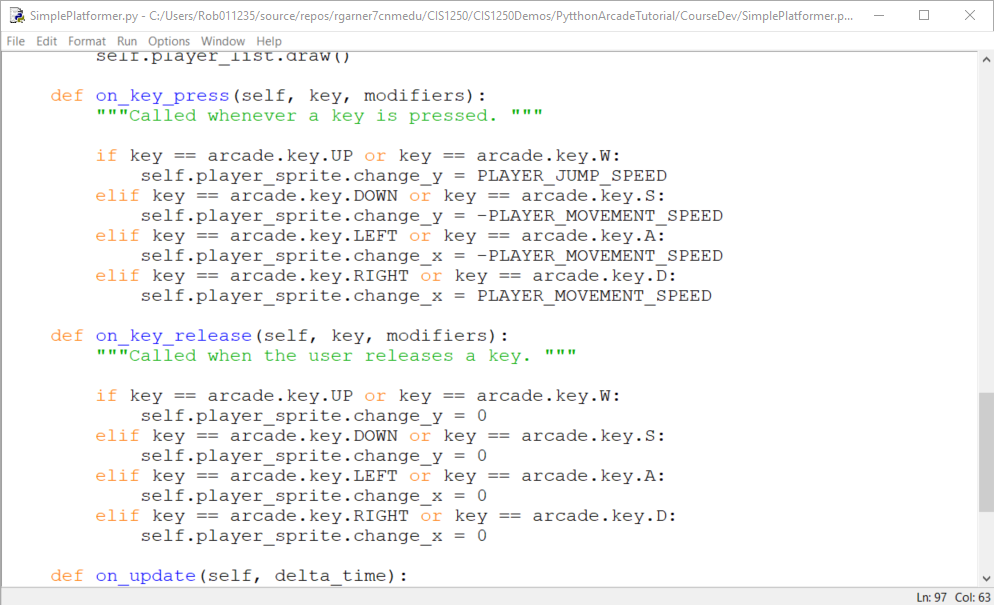 SimplePlatformer.py - C:/Users/Rob011235/source/repos/rgarner7cnmedu/CIS1250/CIS1250Demos/PytthonArcadeTutorial/CourseDev/SimplePlatformer.p...
File Edit Format Run Options Window Help
        self.player_list.draw()

    def on_key_press(self, key, modifiers):
        """Called whenever a key is pressed. """

        if key == arcade.key.UP or key == arcade.key.W:
            self.player_sprite.change_y = PLAYER_JUMP_SPEED
        elif key == arcade.key.DOWN or key == arcade.key.S:
            self.player_sprite.change_y = -PLAYER_MOVEMENT_SPEED
        elif key == arcade.key.LEFT or key == arcade.key.A:
            self.player_sprite.change_x = -PLAYER_MOVEMENT_SPEED
        elif key == arcade.key.RIGHT or key == arcade.key.D:
            self.player_sprite.change_x = PLAYER_MOVEMENT_SPEED

    def on_key_release(self, key, modifiers):
        """Called when the user releases a key. """

        if key == arcade.key.UP or key == arcade.key.W:
            self.player_sprite.change_y = 0
        elif key == arcade.key.DOWN or key == arcade.key.S:
            self.player_sprite.change_y = 0
        elif key == arcade.key.LEFT or key == arcade.key.A:
            self.player_sprite.change_x = 0
        elif key == arcade.key.RIGHT or key == arcade.key.D:
            self.player_sprite.change_x = 0

    def on_update(self, delta_time):
Ln: 97 Col: 63